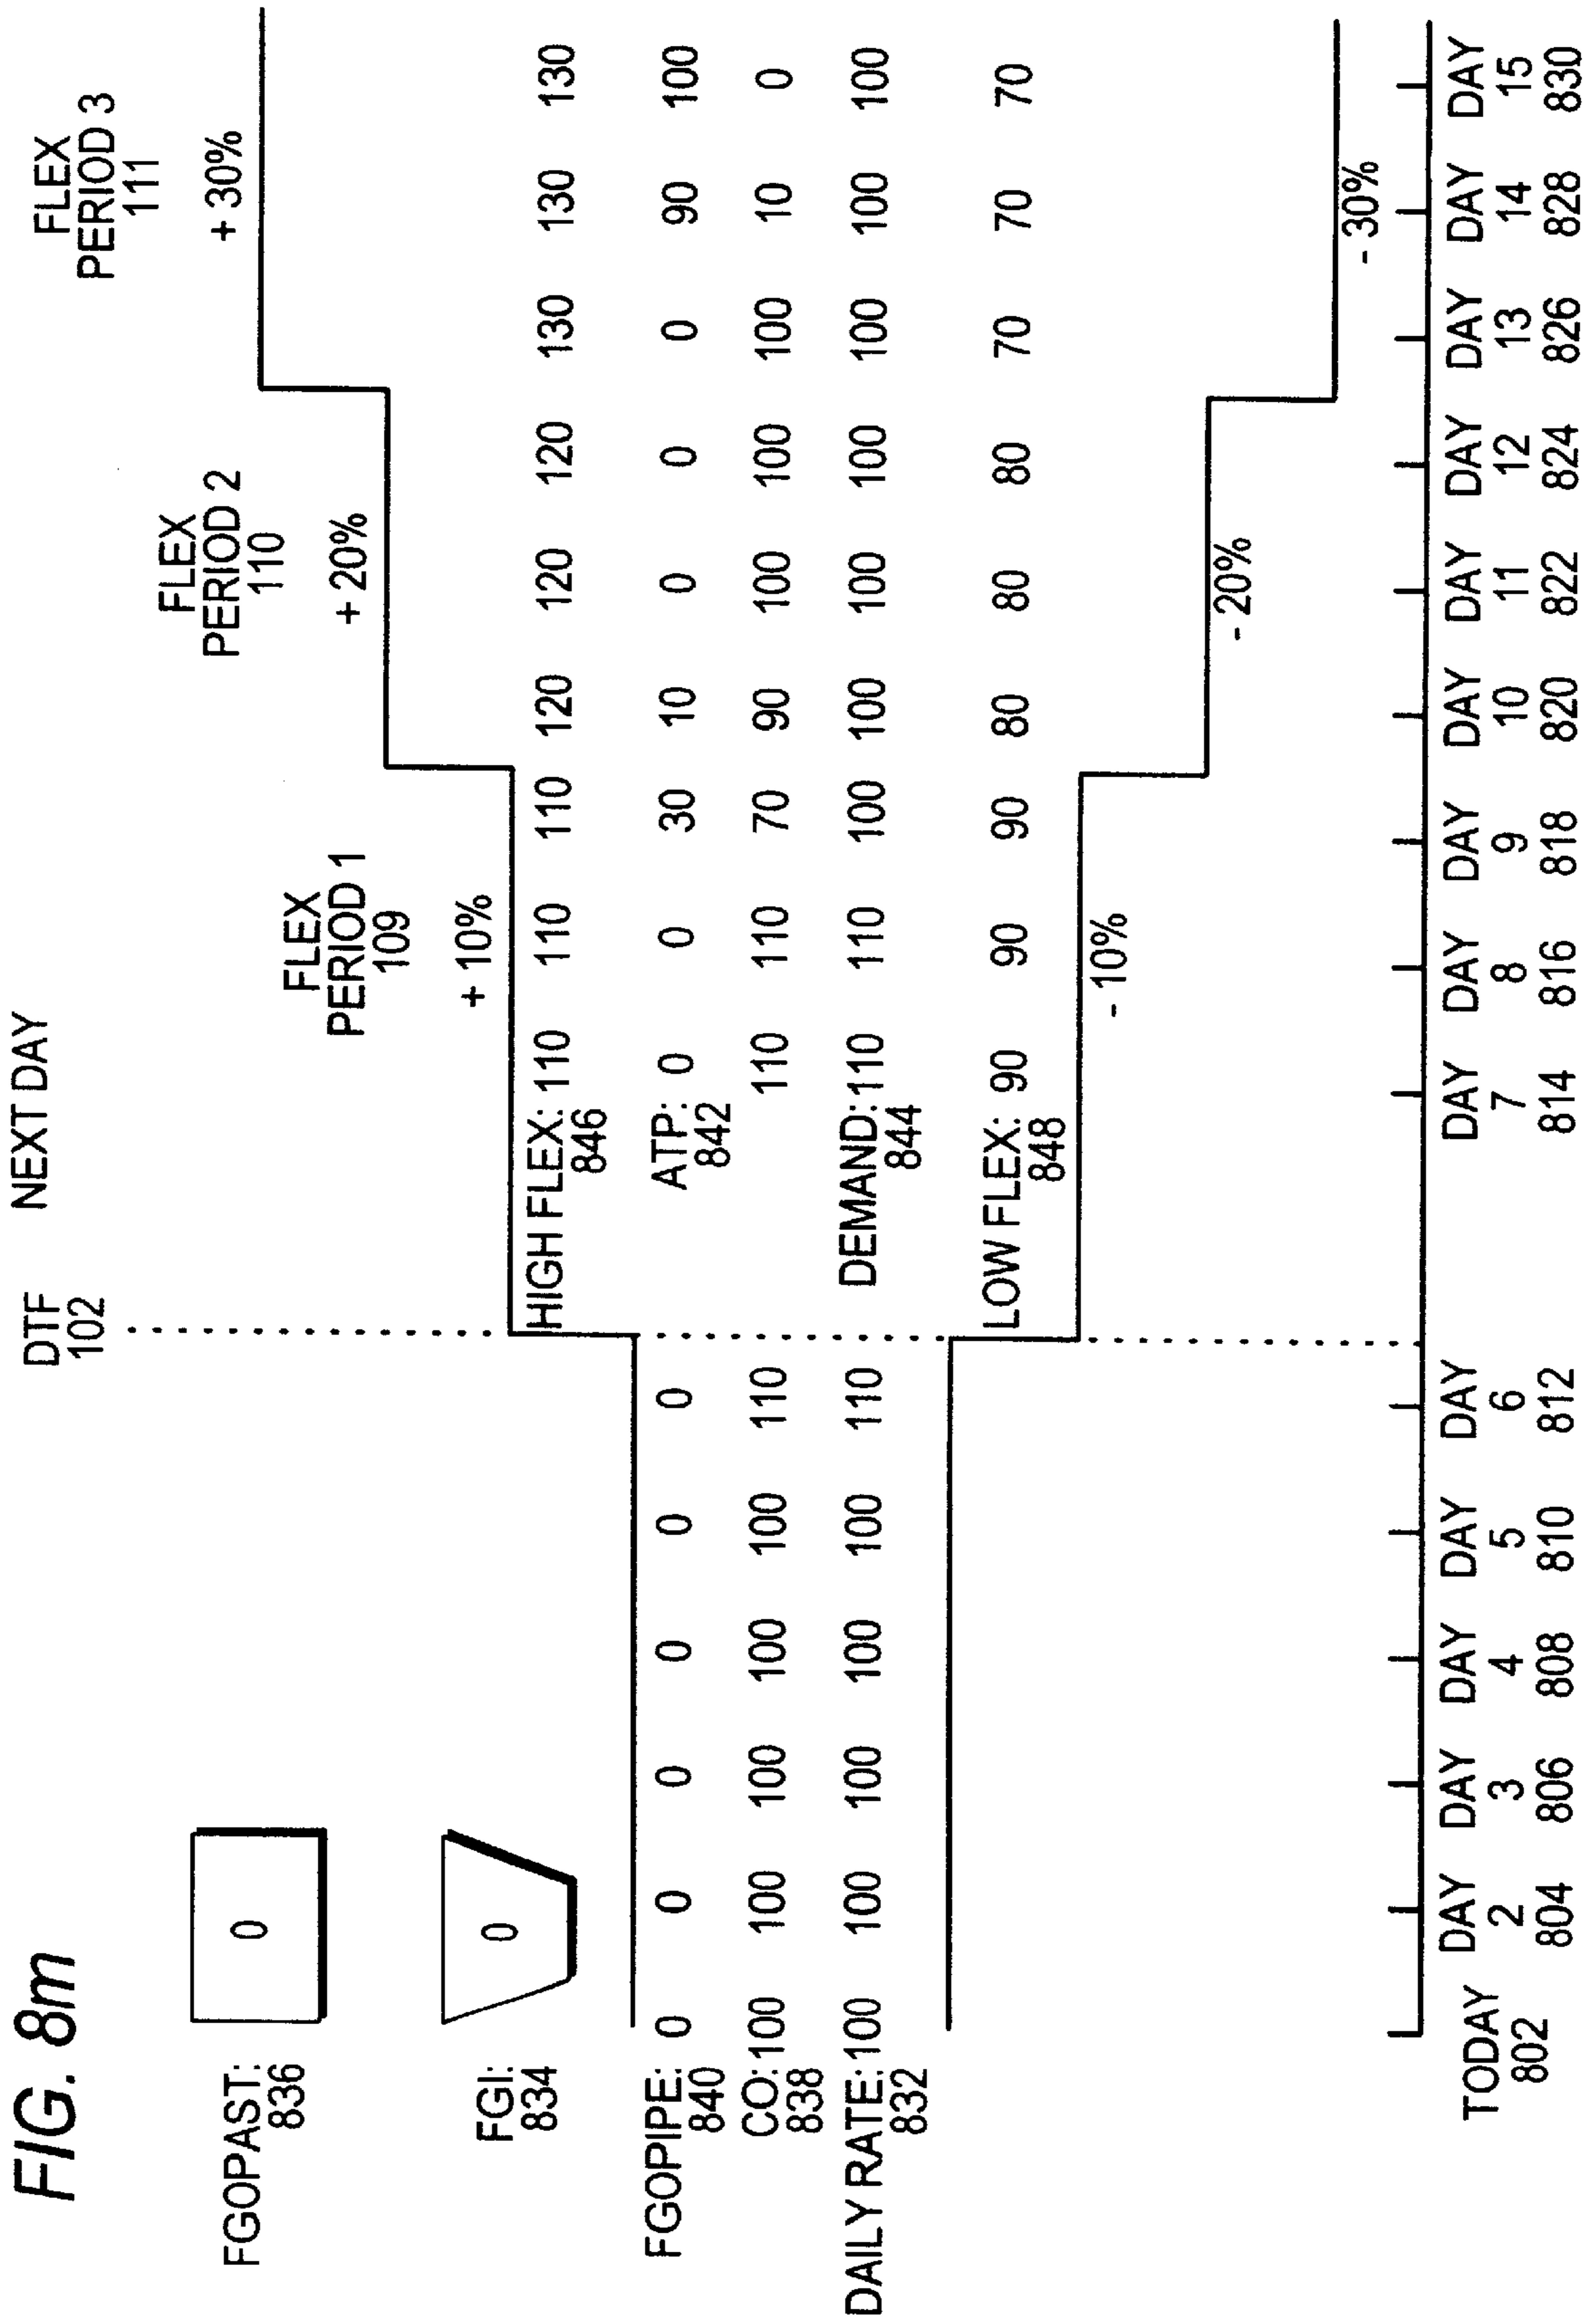 FIG. 8m
DTF
102
NEXT DAY
FLEX
PERIOD 3
111
+ 30%
FLEX
PERIOD 2
110
+ 20%
FLEX
PERIOD 1
109
+ 10%
FGOPAST:
836
0
FGI:
834
0
HIGH FLEX: 110 110 110 120 120 120 130 130 130
846
FGOPIPE: 0 0 0 0 0 0
840
ATP: 0 0 30 10 0 0 0 90 100
842
CO: 100 100 100 100 100 110 110 110 70 90 100 100 100 10 0
838
DAILY RATE: 100 100 100 100 100 110
832
DEMAND: 110 110 100 100 100 100 100 100 100
844
LOW FLEX: 90 90 90 80 80 80 70 70 70
848
- 10%
- 20%
- 30%
TODAY DAY DAY DAY DAY DAY DAY DAY DAY DAY DAY DAY DAY DAY DAY
2 3 4 5 6 7 8 9 10 11 12 13 14 15
802 804 806 808 810 812 814 816 818 820 822 824 826 828 830